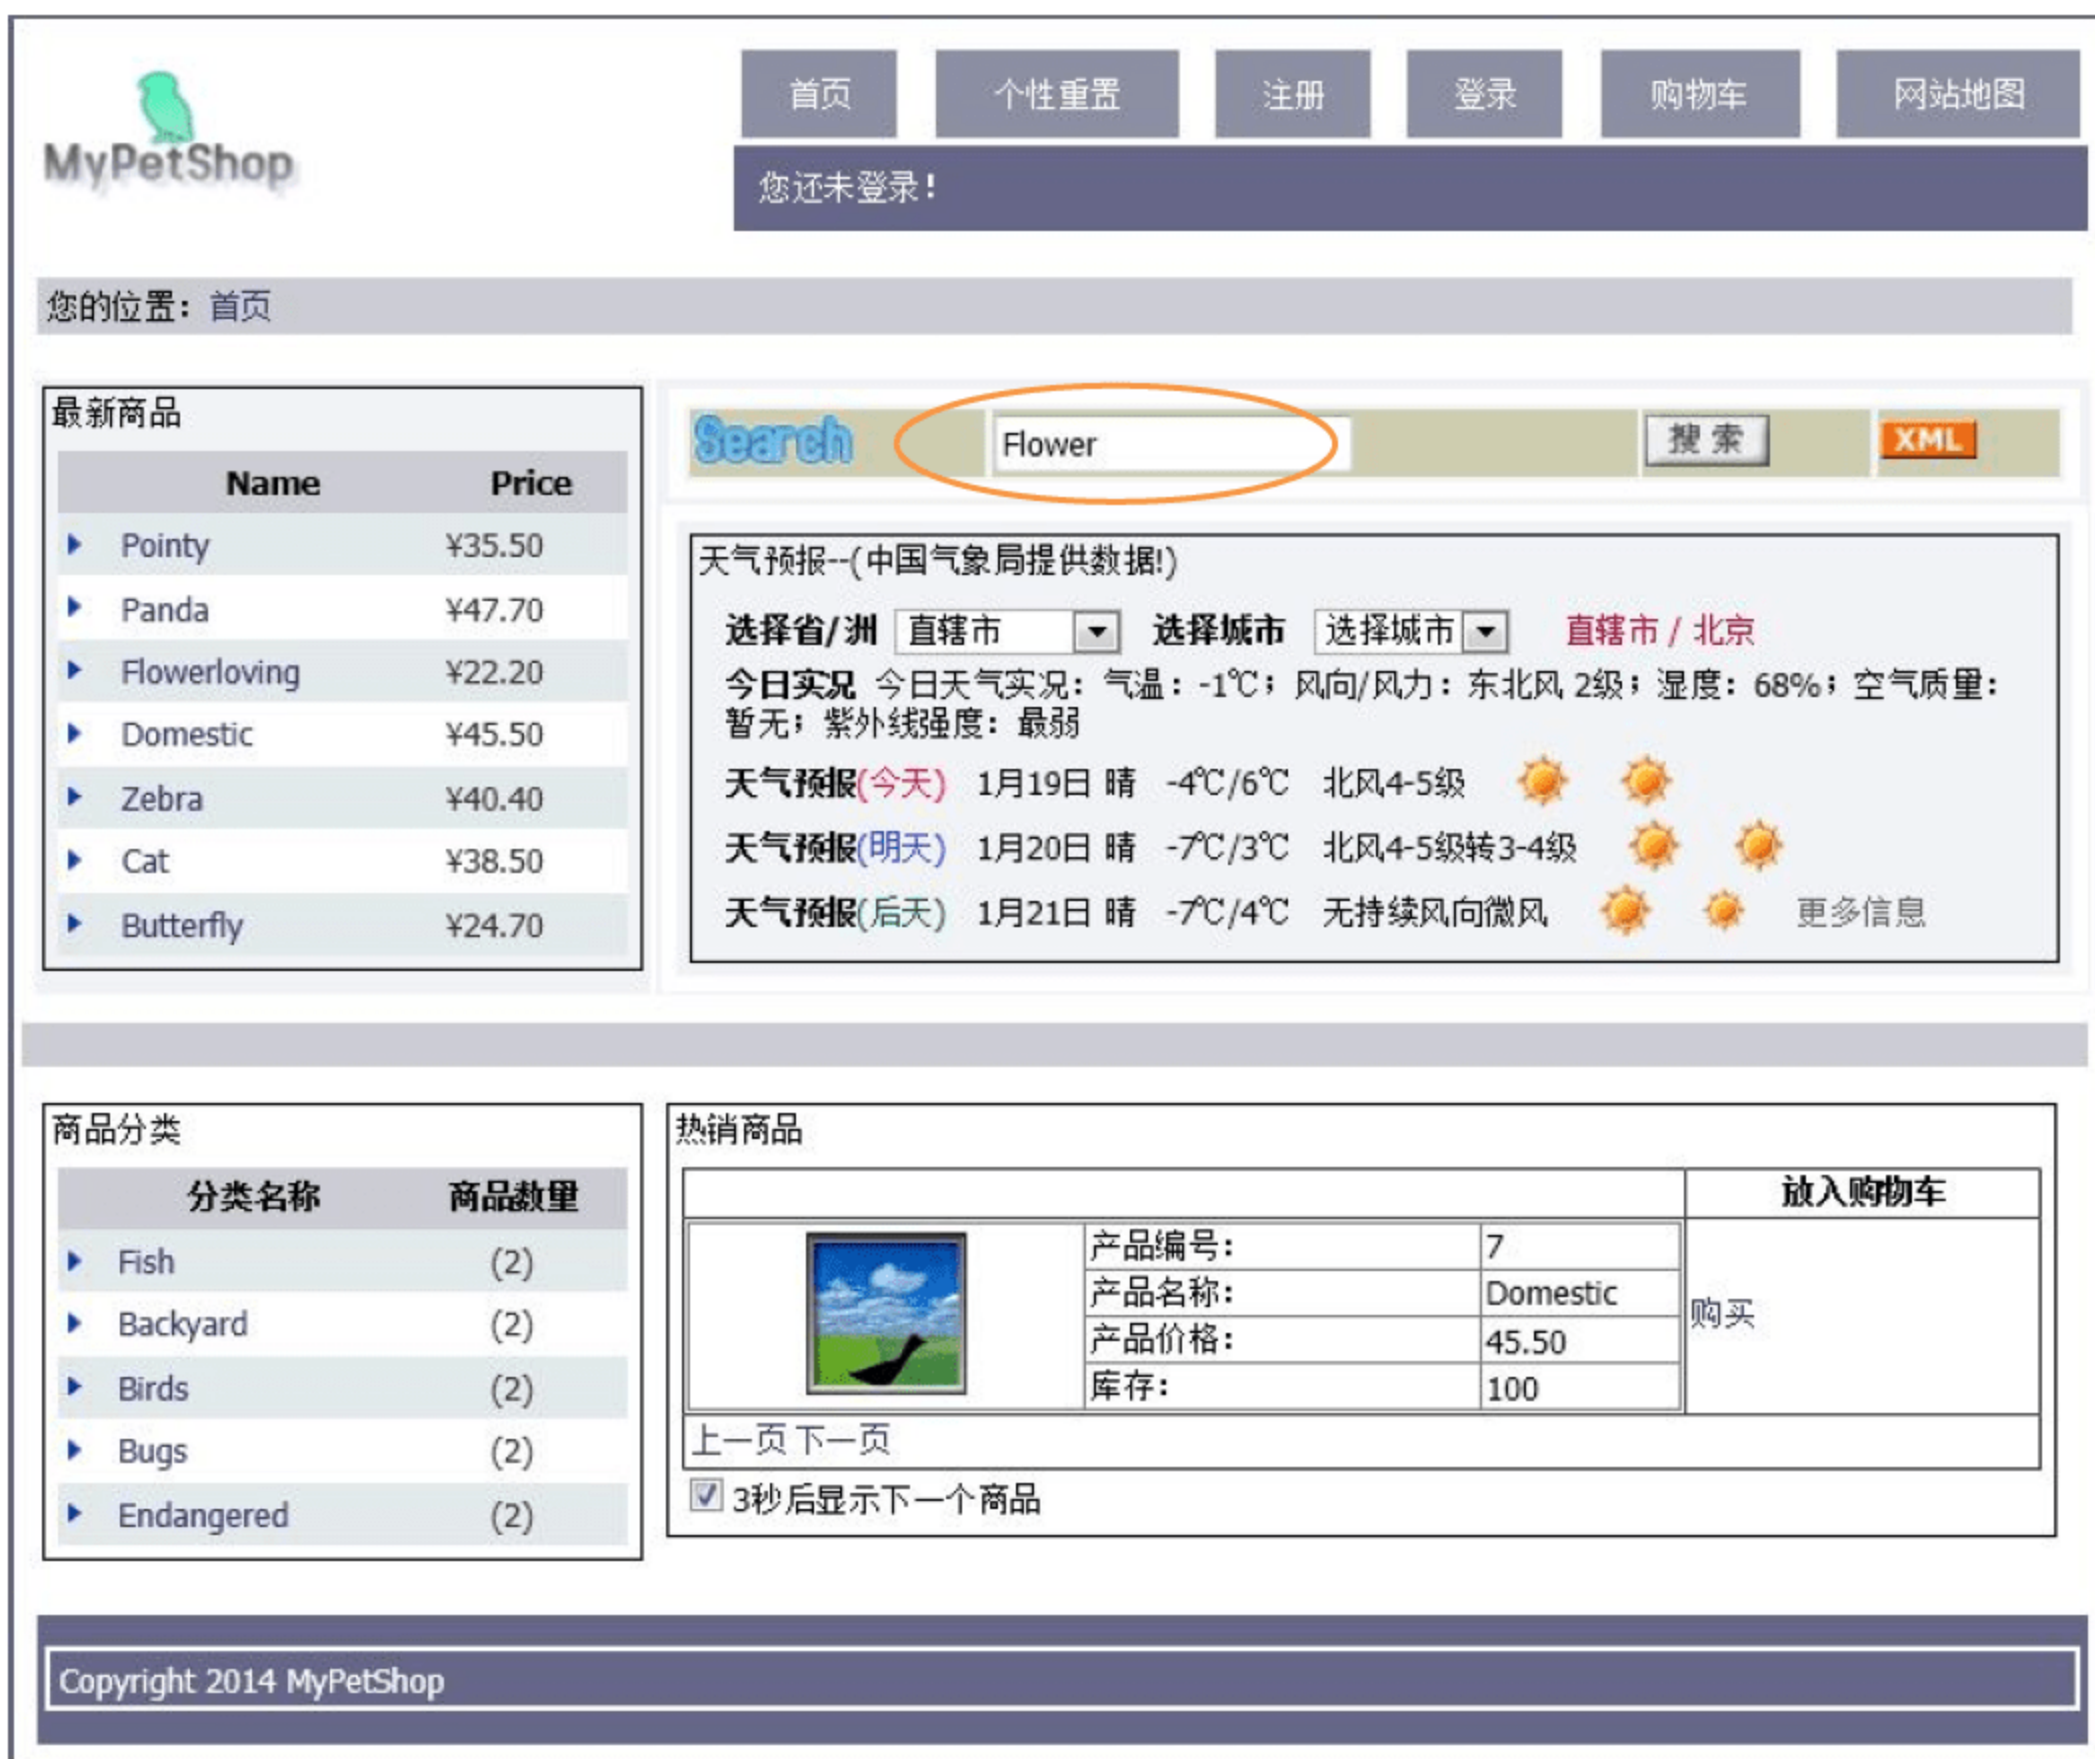 MyPetShop
首页 个性重置 注册 登录 购物车 网站地图
您还未登录！
您的位置：首页
最新商品
Name Price
Pointy ¥35.50
Panda ¥47.70
Flowerloving ¥22.20
Domestic ¥45.50
Zebra ¥40.40
Cat ¥38.50
Butterfly ¥24.70
Search Flower 搜索 XML
天气预报--(中国气象局提供数据!)
选择省/洲 直辖市 选择城市 选择城市 直辖市 / 北京
今日实况 今日天气实况：气温：-1℃；风向/风力：东北风 2级；湿度：68%；空气质量：
暂无；紫外线强度：最弱
天气预报(今天) 1月19日 晴 -4℃/6℃ 北风4-5级
天气预报(明天) 1月20日 晴 -7℃/3℃ 北风4-5级转3-4级
天气预报(后天) 1月21日 晴 -7℃/4℃ 无持续风向微风 更多信息
商品分类
分类名称 商品数量
Fish (2)
Backyard (2)
Birds (2)
Bugs (2)
Endangered (2)
热销商品
放入购物车
产品编号： 7
产品名称： Domestic
产品价格： 45.50
库存： 100
购买
上一页 下一页
3秒后显示下一个商品
Copyright 2014 MyPetShop